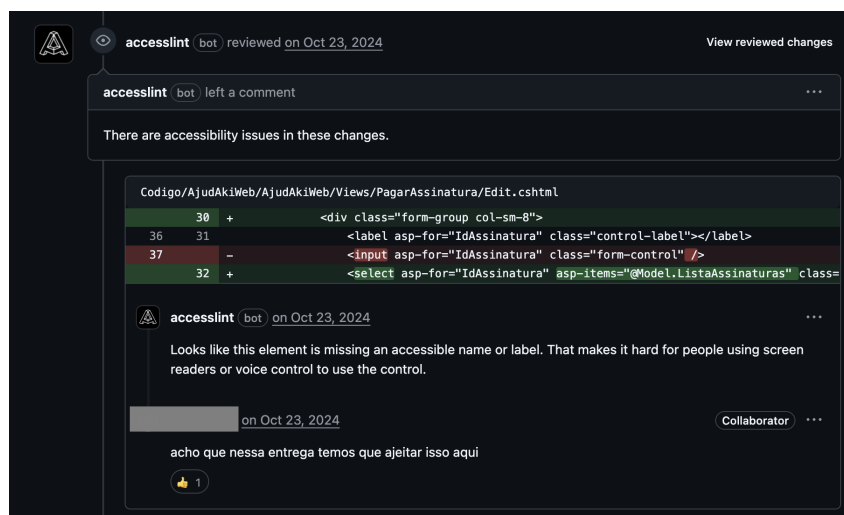 accesslint bot reviewed on Oct 23, 2024 View reviewed changes
accesslint bot left a comment ...
There are accessibility issues in these changes.
Codigo/AjudAkiWeb/AjudAkiWeb/Views/PagarAssinatura/Edit.cshtml
30 + <div class="form-group col-sm-8">
36 31 <label asp-for="IdAssinatura" class="control-label"></label>
37 - <input asp-for="IdAssinatura" class="form-control" />
32 + <select asp-for="IdAssinatura" asp-items="@Model.ListaAssinaturas" class=
accesslint bot on Oct 23, 2024 ...
Looks like this element is missing an accessible name or label. That makes it hard for people using screen
readers or voice control to use the control.
on Oct 23, 2024 Collaborator ...
acho que nessa entrega temos que ajeitar isso aqui
👍 1